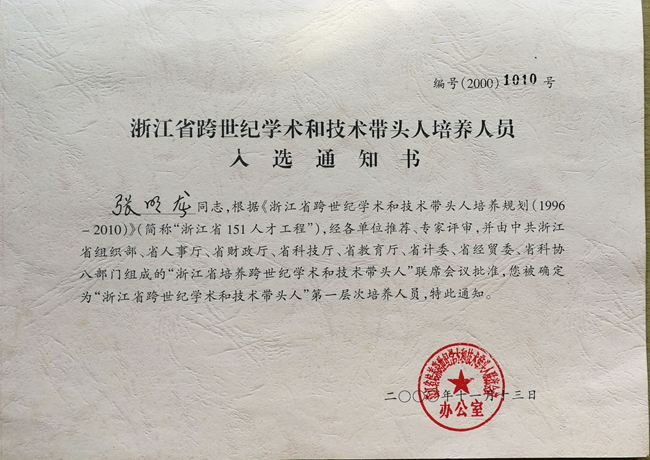 编号(2000)1010号
浙江省跨世纪学术和技术带头人培养人员
入选通知书
张明龙同志,根据《浙江省跨世纪学术和技术带头人培养规划(1996
-2010)》(简称“浙江省151人才工程”),经各单位推荐、专家评审,并由中共浙江
省组织部、省人事厅、省财政厅、省科技厅、省教育厅、省计委、省经贸委、省科协
八部门组成的“浙江省培养跨世纪学术和技术带头人”联席会议批准,您被确定
为“浙江省跨世纪学术和技术带头人”第一层次培养人员,特此通知。
二〇〇〇年十一月十三日
办公室